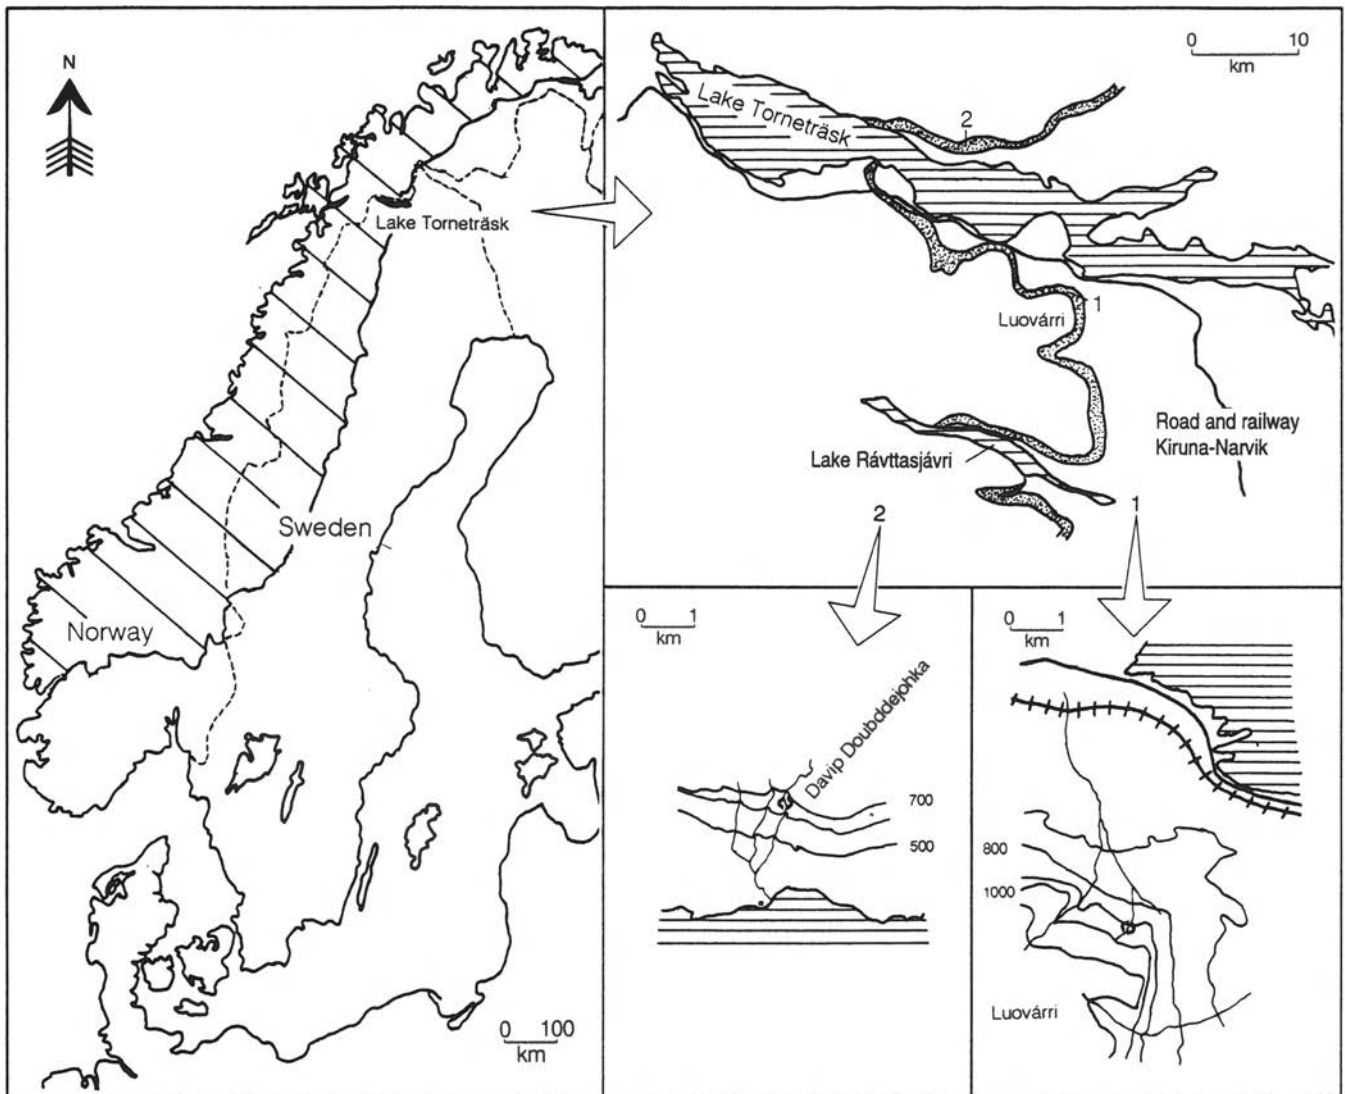 N
Lake Torneträsk
Sweden
Norway
0 100
km
0 10
km
Lake Torneträsk
2
1
Luovárri
Road and railway
Kiruna-Narvik
Lake Rávttasjávri
2
1
0 1
km
Davip Doubddejohka
700
500
0 1
km
800
1000
Luovárri